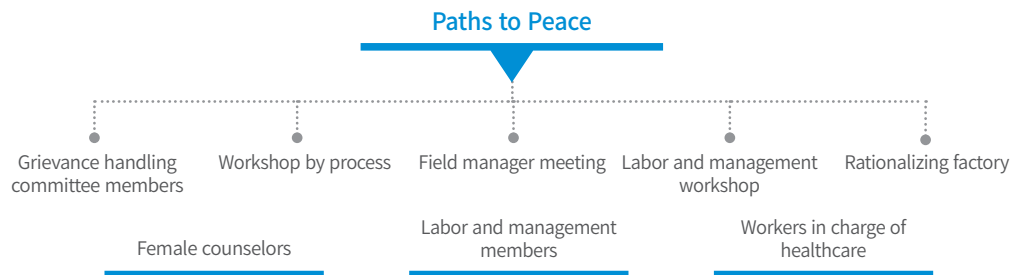 Paths to Peace
Grievance handling
committee members
Workshop by process
Field manager meeting
Labor and management
workshop
Rationalizing factory
Female counselors
Labor and management
members
Workers in charge of
healthcare